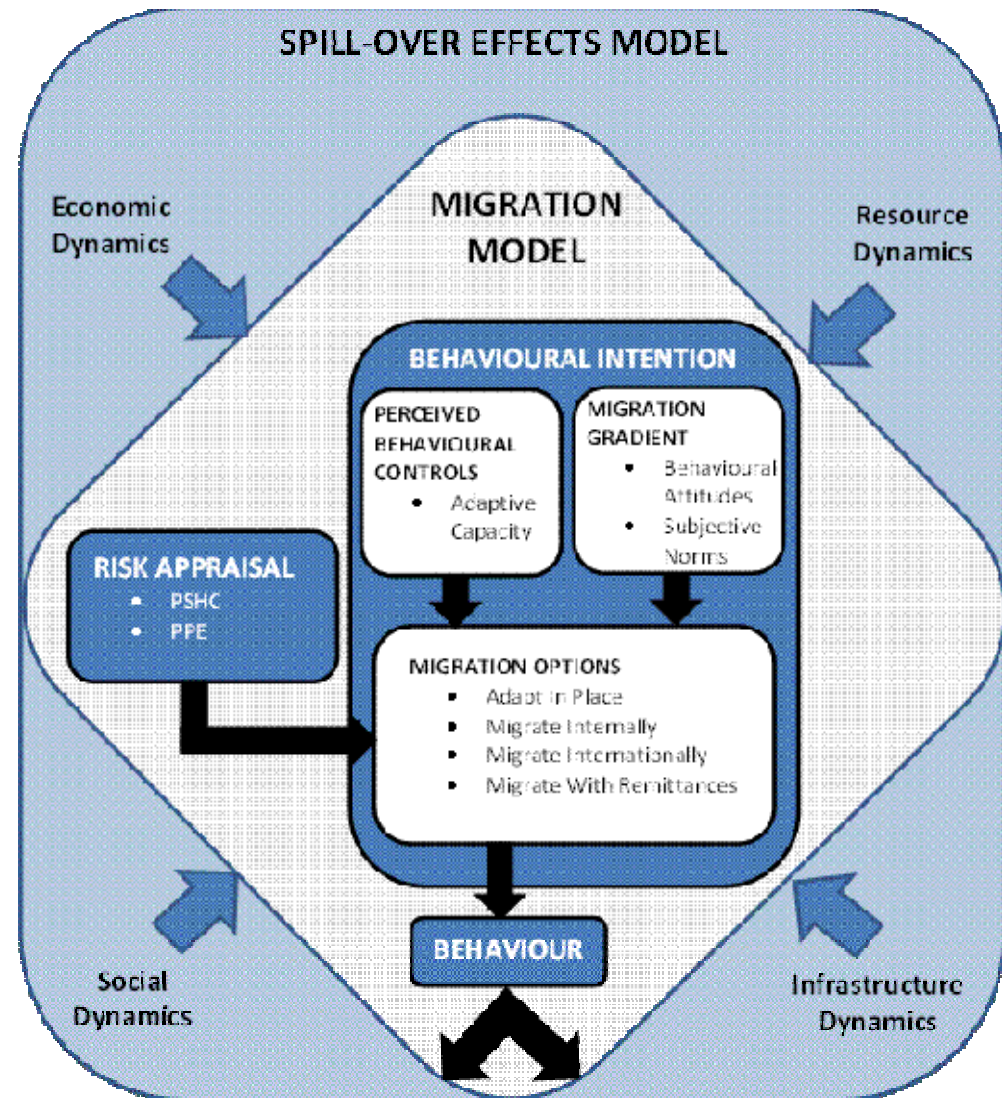 SPILL-OVER EFFECTS MODEL
MIGRATION
MODEL
Economic
Dynamics
Resource
Dynamics
BEHAVIOURAL INTENTION
PERCEIVED
BEHAVIOURAL
CONTROLS
• Adaptive
Capacity
MIGRATION
GRADIENT
• Behavioural
Attitudes
• Subjective
Norms
RISK APPRAISAL
• PSHC
• PPE
MIGRATION OPTIONS
• Adapt In Place
• Migrate Internally
• Migrate Internationally
• Migrate With Remittances
BEHAVIOUR
Social
Dynamics
Infrastructure
Dynamics